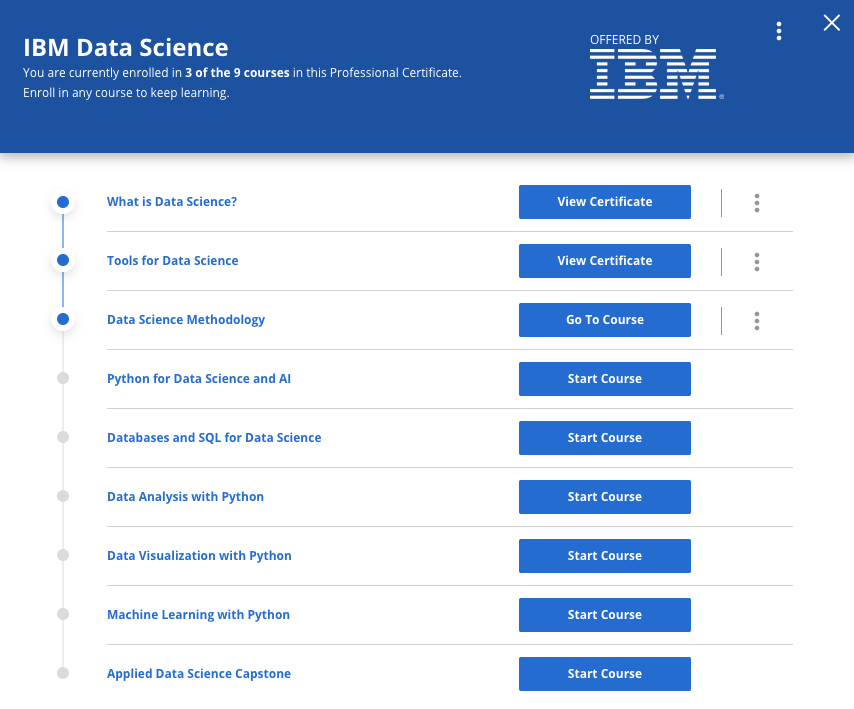 IBM Data Science
You are currently enrolled in 3 of the 9 courses in this Professional Certificate.
Enroll in any course to keep learning.
OFFERED BY
IBM®
What is Data Science?
View Certificate
Tools for Data Science
View Certificate
Data Science Methodology
Go To Course
Python for Data Science and AI
Start Course
Databases and SQL for Data Science
Start Course
Data Analysis with Python
Start Course
Data Visualization with Python
Start Course
Machine Learning with Python
Start Course
Applied Data Science Capstone
Start Course